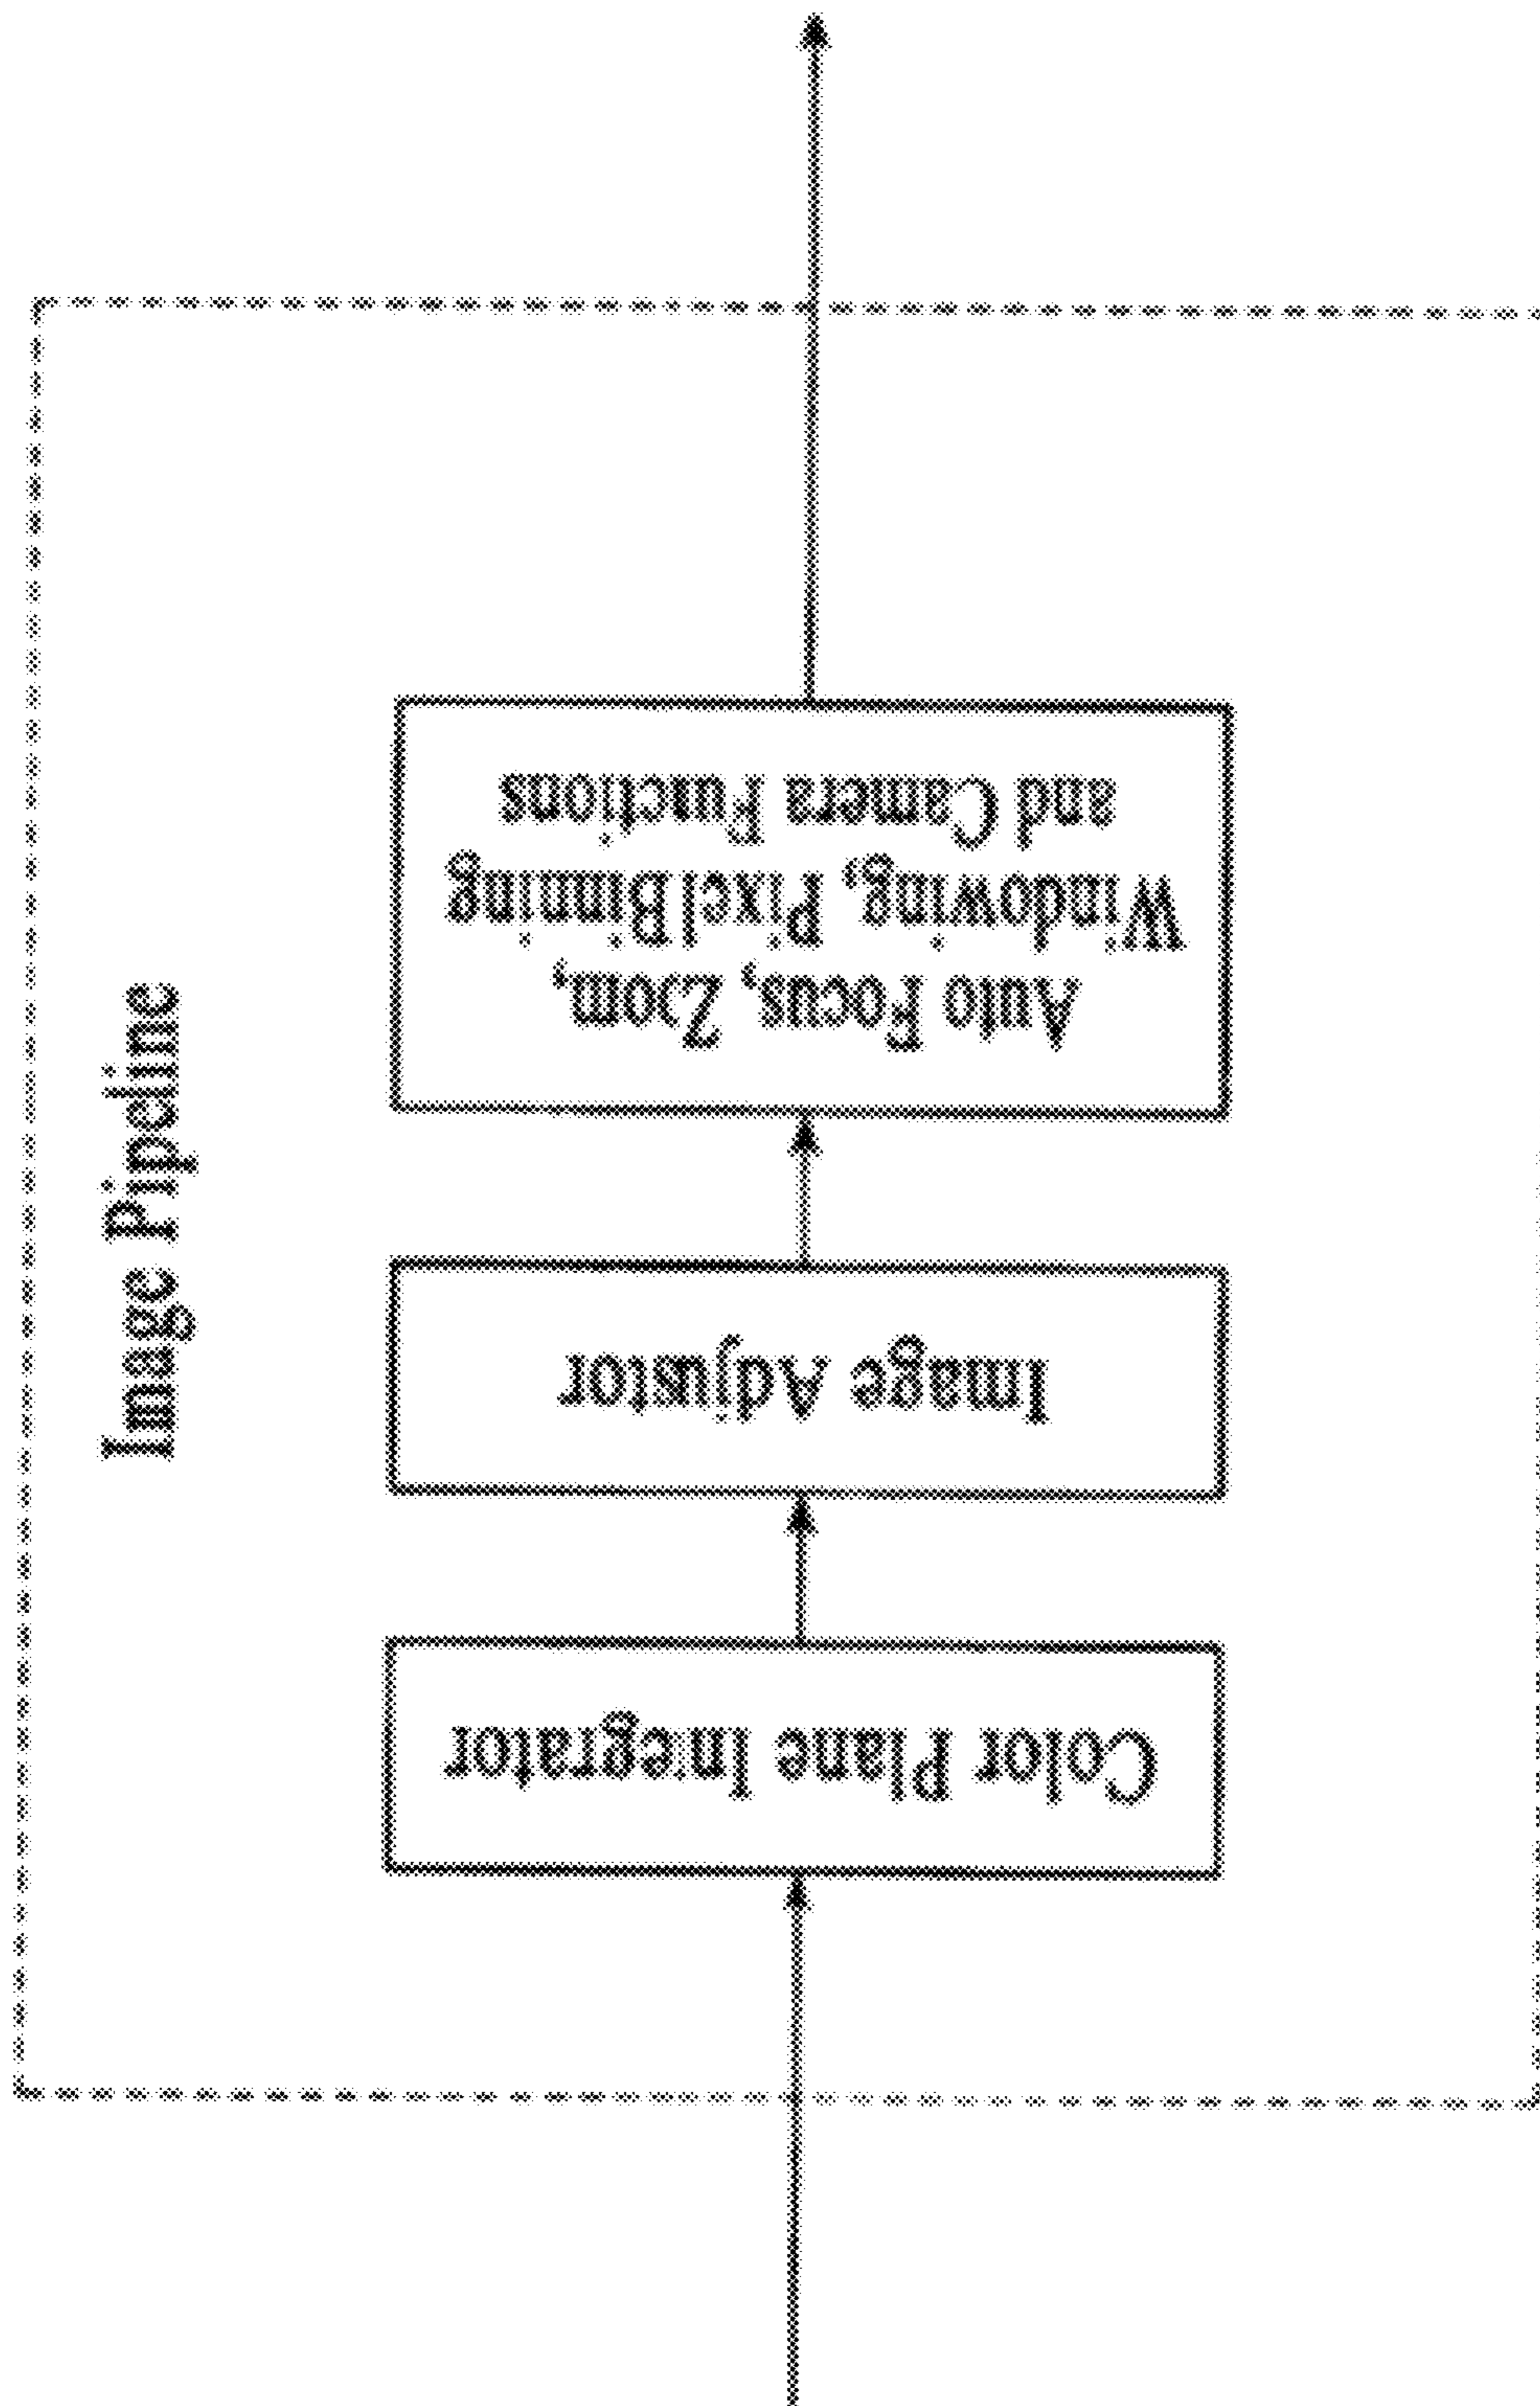 Image Pipeline
Color Plane Integrator
Image Adjustor
Auto Focus, Zoom,
Windowing, Pixel Binning
and Camera Functions